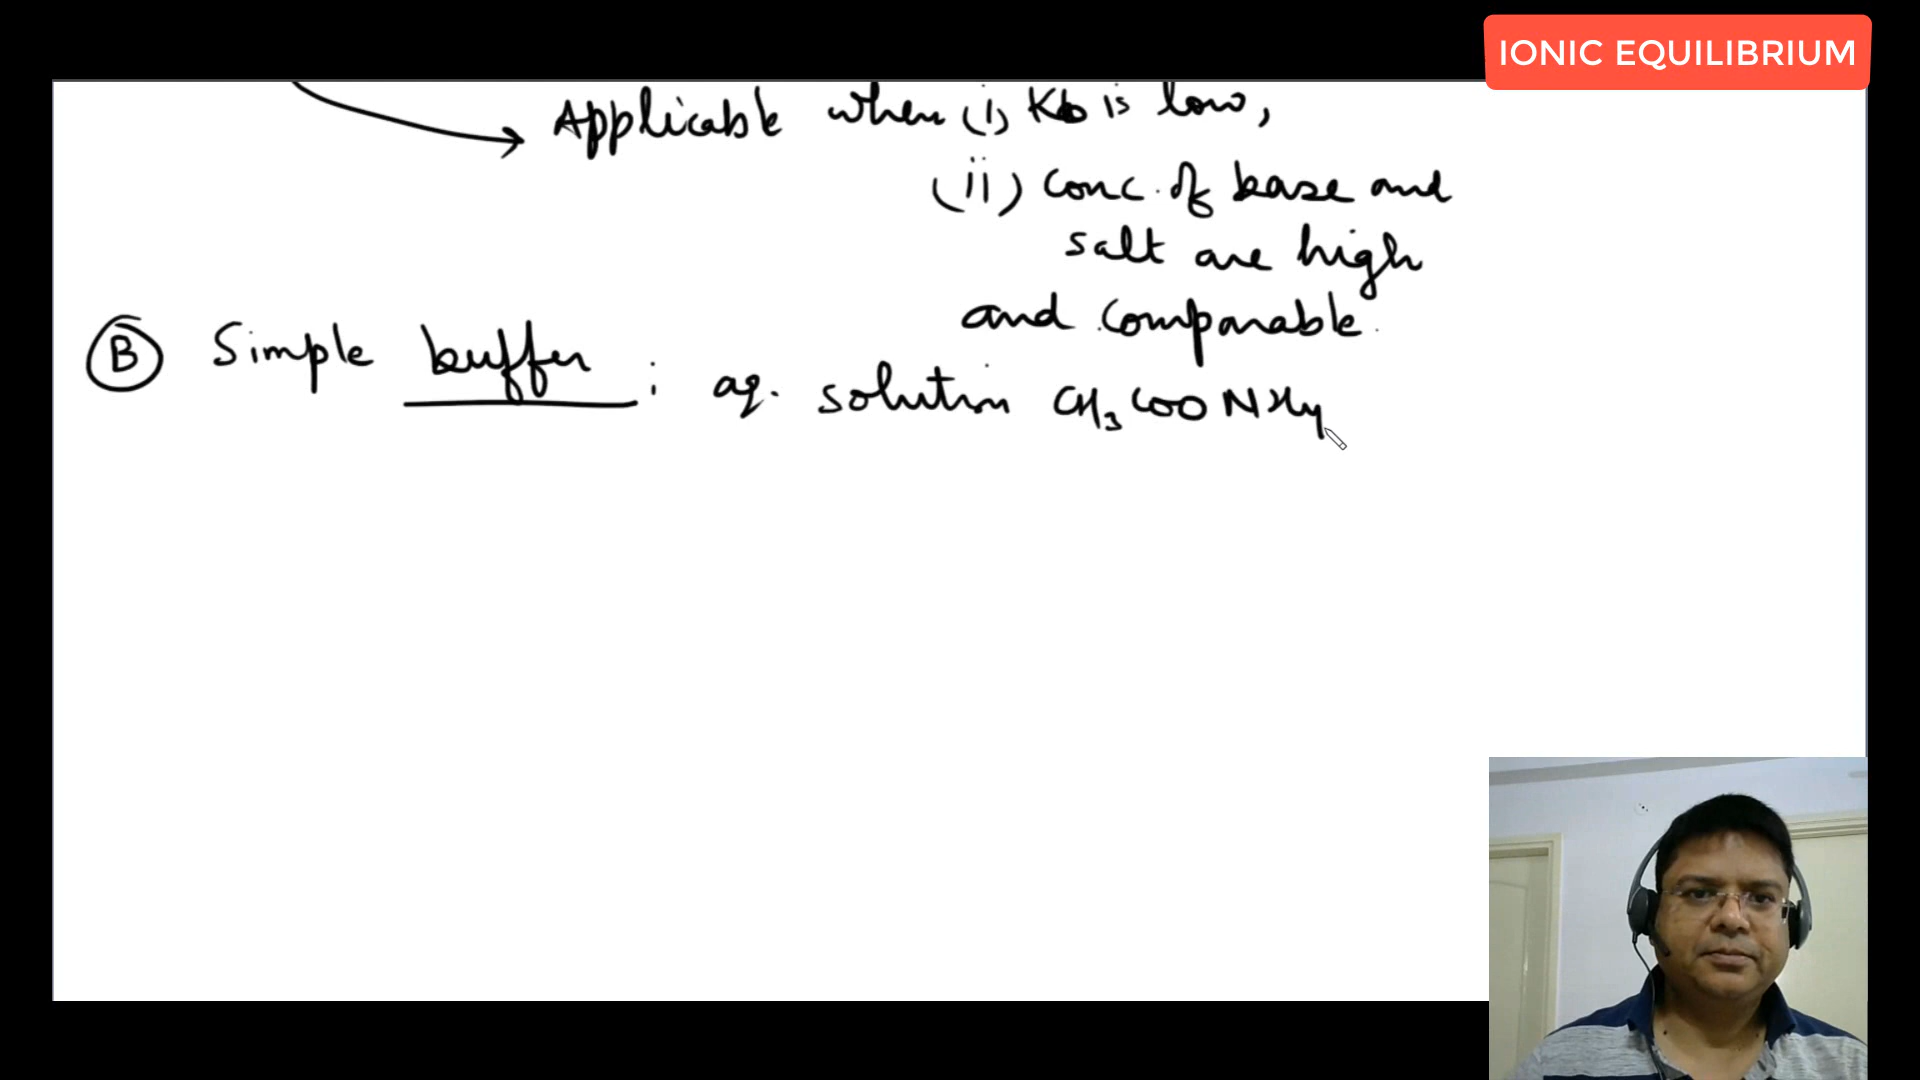 IONIC EQUILIBRIUM
Applicable when (i) Kb is low,
(ii) conc. of base and
salt are high
and comparable.
(B) Simple buffer : aq. solution CH3COONH4